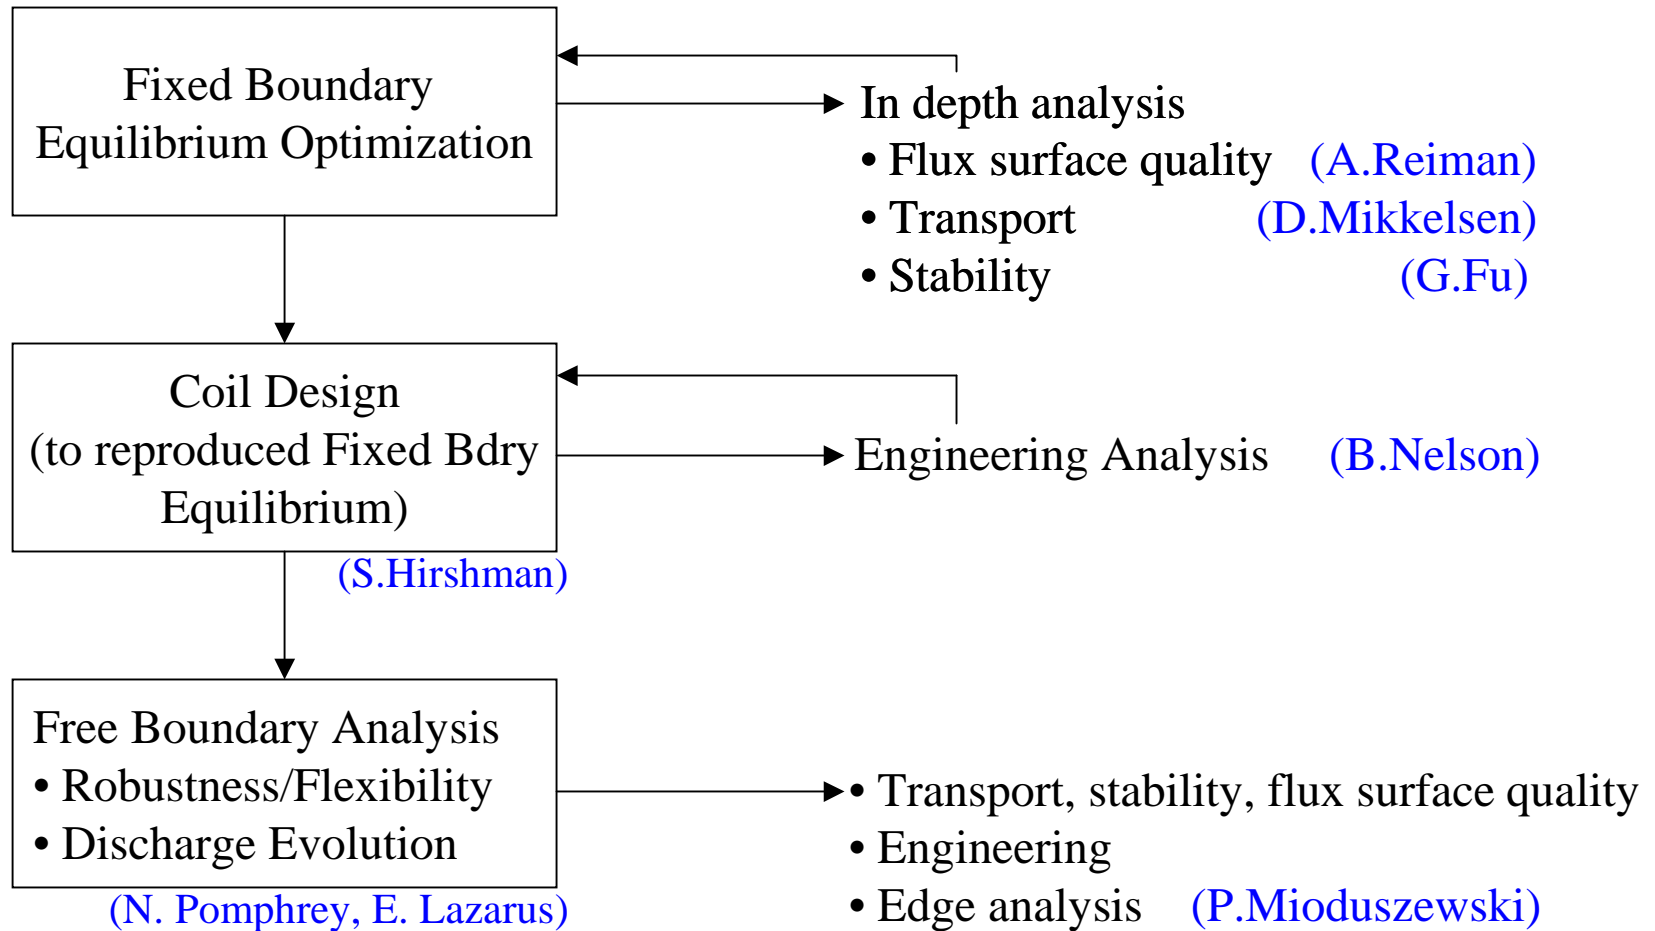 Fixed Boundary
Equilibrium Optimization
In depth analysis
• Flux surface quality (A.Reiman)
• Transport (D.Mikkelsen)
• Stability (G.Fu)
Coil Design
(to reproduced Fixed Bdry
Equilibrium)
(S.Hirshman)
Engineering Analysis (B.Nelson)
Free Boundary Analysis
• Robustness/Flexibility
• Discharge Evolution
(N. Pomphrey, E. Lazarus)
• Transport, stability, flux surface quality
• Engineering
• Edge analysis (P.Mioduszewski)